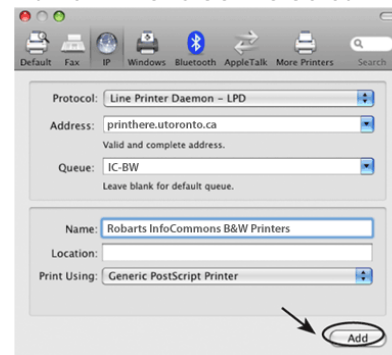 Default Fax IP Windows Bluetooth AppleTalk More Printers Search
Protocol: Line Printer Daemon – LPD
Address: printhere.utoronto.ca
Valid and complete address.
Queue: IC-BW
Leave blank for default queue.
Name: Robarts InfoCommons B&W Printers
Location:
Print Using: Generic PostScript Printer
Add